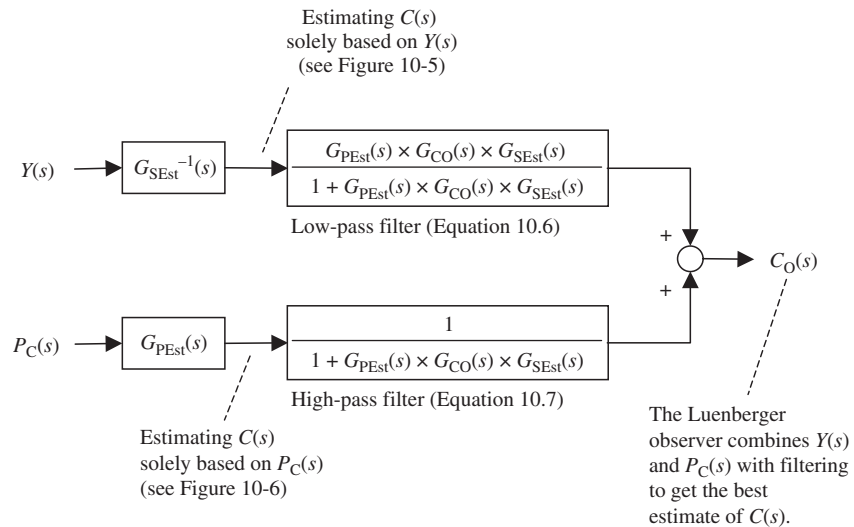 Estimating C(s)
solely based on Y(s)
(see Figure 10-5)
Y(s)
G_SEst⁻¹(s)
G_PEst(s) × G_CO(s) × G_SEst(s)
1 + G_PEst(s) × G_CO(s) × G_SEst(s)
Low-pass filter (Equation 10.6)
+
C_O(s)
+
P_C(s)
G_PEst(s)
1
1 + G_PEst(s) × G_CO(s) × G_SEst(s)
High-pass filter (Equation 10.7)
Estimating C(s)
solely based on P_C(s)
(see Figure 10-6)
The Luenberger
observer combines Y(s)
and P_C(s) with filtering
to get the best
estimate of C(s).